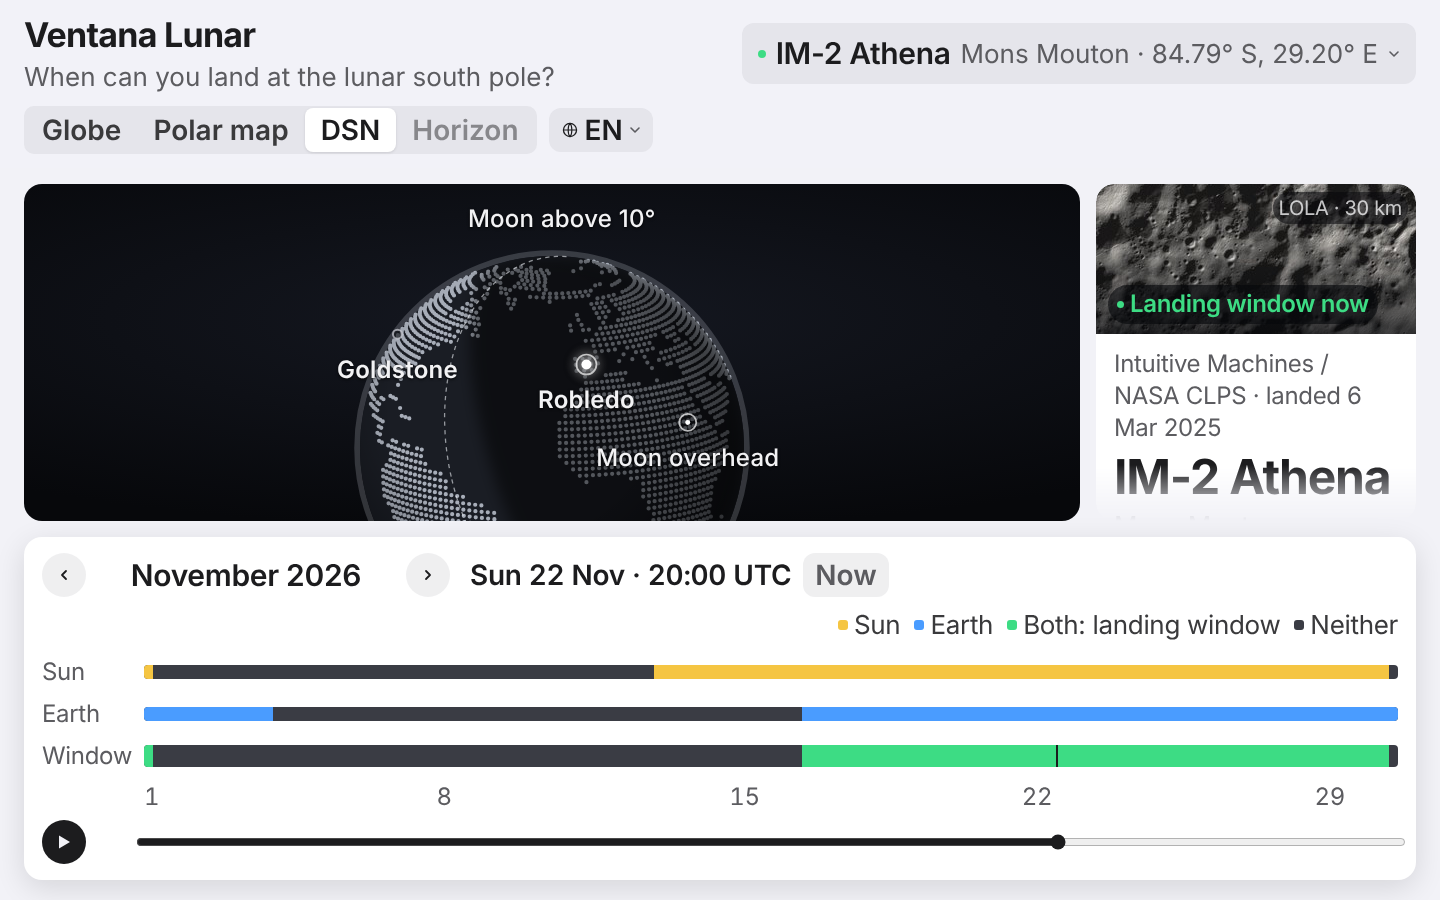 Ventana Lunar
When can you land at the lunar south pole?
IM-2 Athena Mons Mouton · 84.79° S, 29.20° E
Globe Polar map DSN Horizon EN
Moon above 10°
Goldstone
Robledo
Moon overhead
LOLA · 30 km
Landing window now
Intuitive Machines /
NASA CLPS · landed 6
Mar 2025
IM-2 Athena
November 2026 Sun 22 Nov · 20:00 UTC Now
Sun Earth Both: landing window Neither
Sun
Earth
Window
1 8 15 22 29